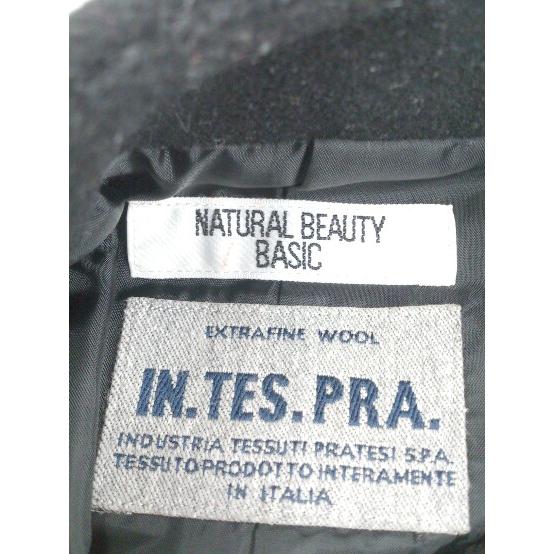 NATURAL BEAUTY
BASIC
EXTRAFINE WOOL
IN.TES.PRA.
INDUSTRIA TESSUTI PRATESI S.P.A.
TESSUTO PRODOTTO INTERAMENTE
IN ITALIA